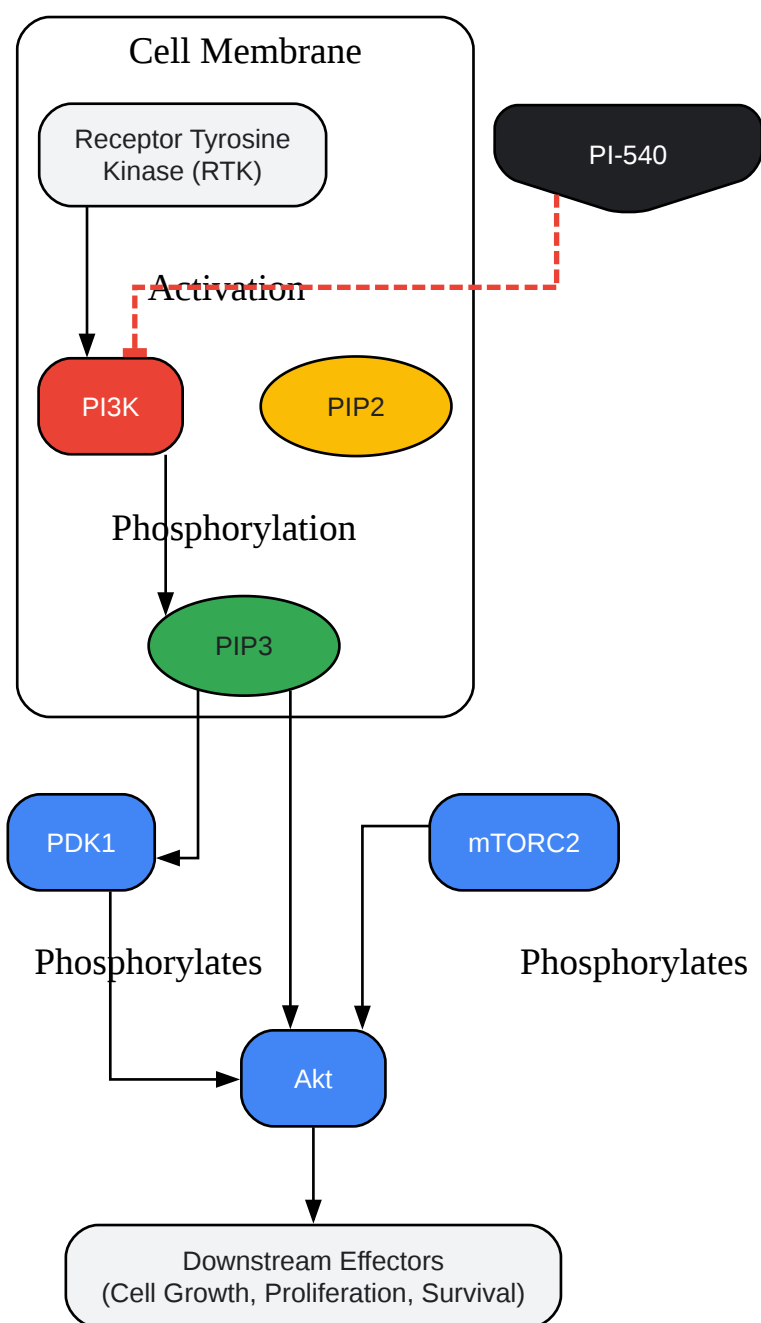 Cell Membrane
Receptor Tyrosine
Kinase (RTK)
PI-540
Activation
PI3K
PIP2
Phosphorylation
PIP3
PDK1
mTORC2
Phosphorylates
Phosphorylates
Akt
Downstream Effectors
(Cell Growth, Proliferation, Survival)